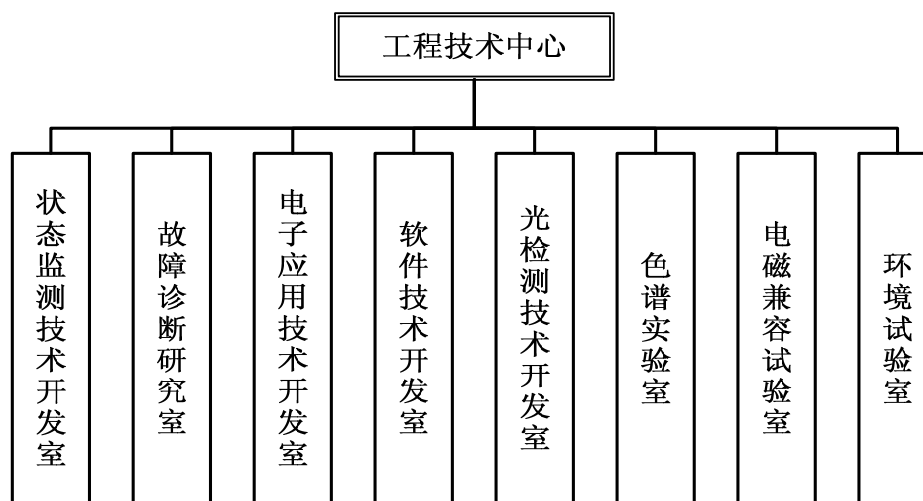 工程技术中心
状态监测技术开发室
故障诊断研究室
电子应用技术开发室
软件技术开发室
光检测技术开发室
色谱实验室
电磁兼容试验室
环境试验室